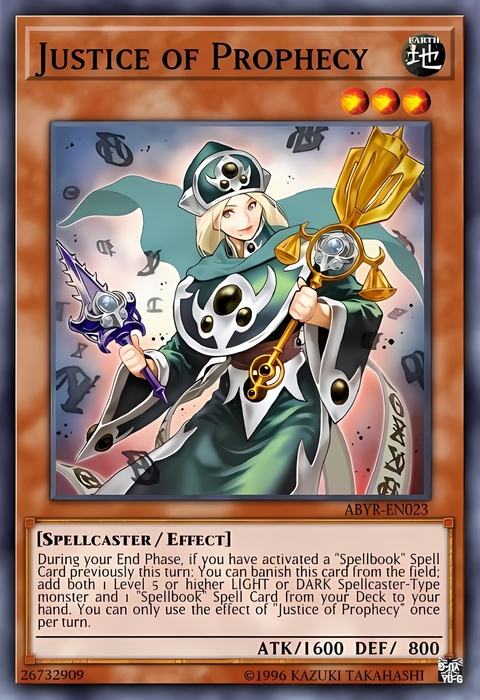 JUSTICE OF PROPHECY
EARTH
地
ABYR-EN023
[SPELLCASTER / EFFECT]
During your End Phase, if you have activated a "Spellbook" Spell
Card previously this turn: You can banish this card from the field;
add both 1 Level 5 or higher LIGHT or DARK Spellcaster-Type
monster and 1 "Spellbook" Spell Card from your Deck to your
hand. You can only use the effect of "Justice of Prophecy" once
per turn.
ATK/1600 DEF/ 800
26732909
©1996 KAZUKI TAKAHASHI